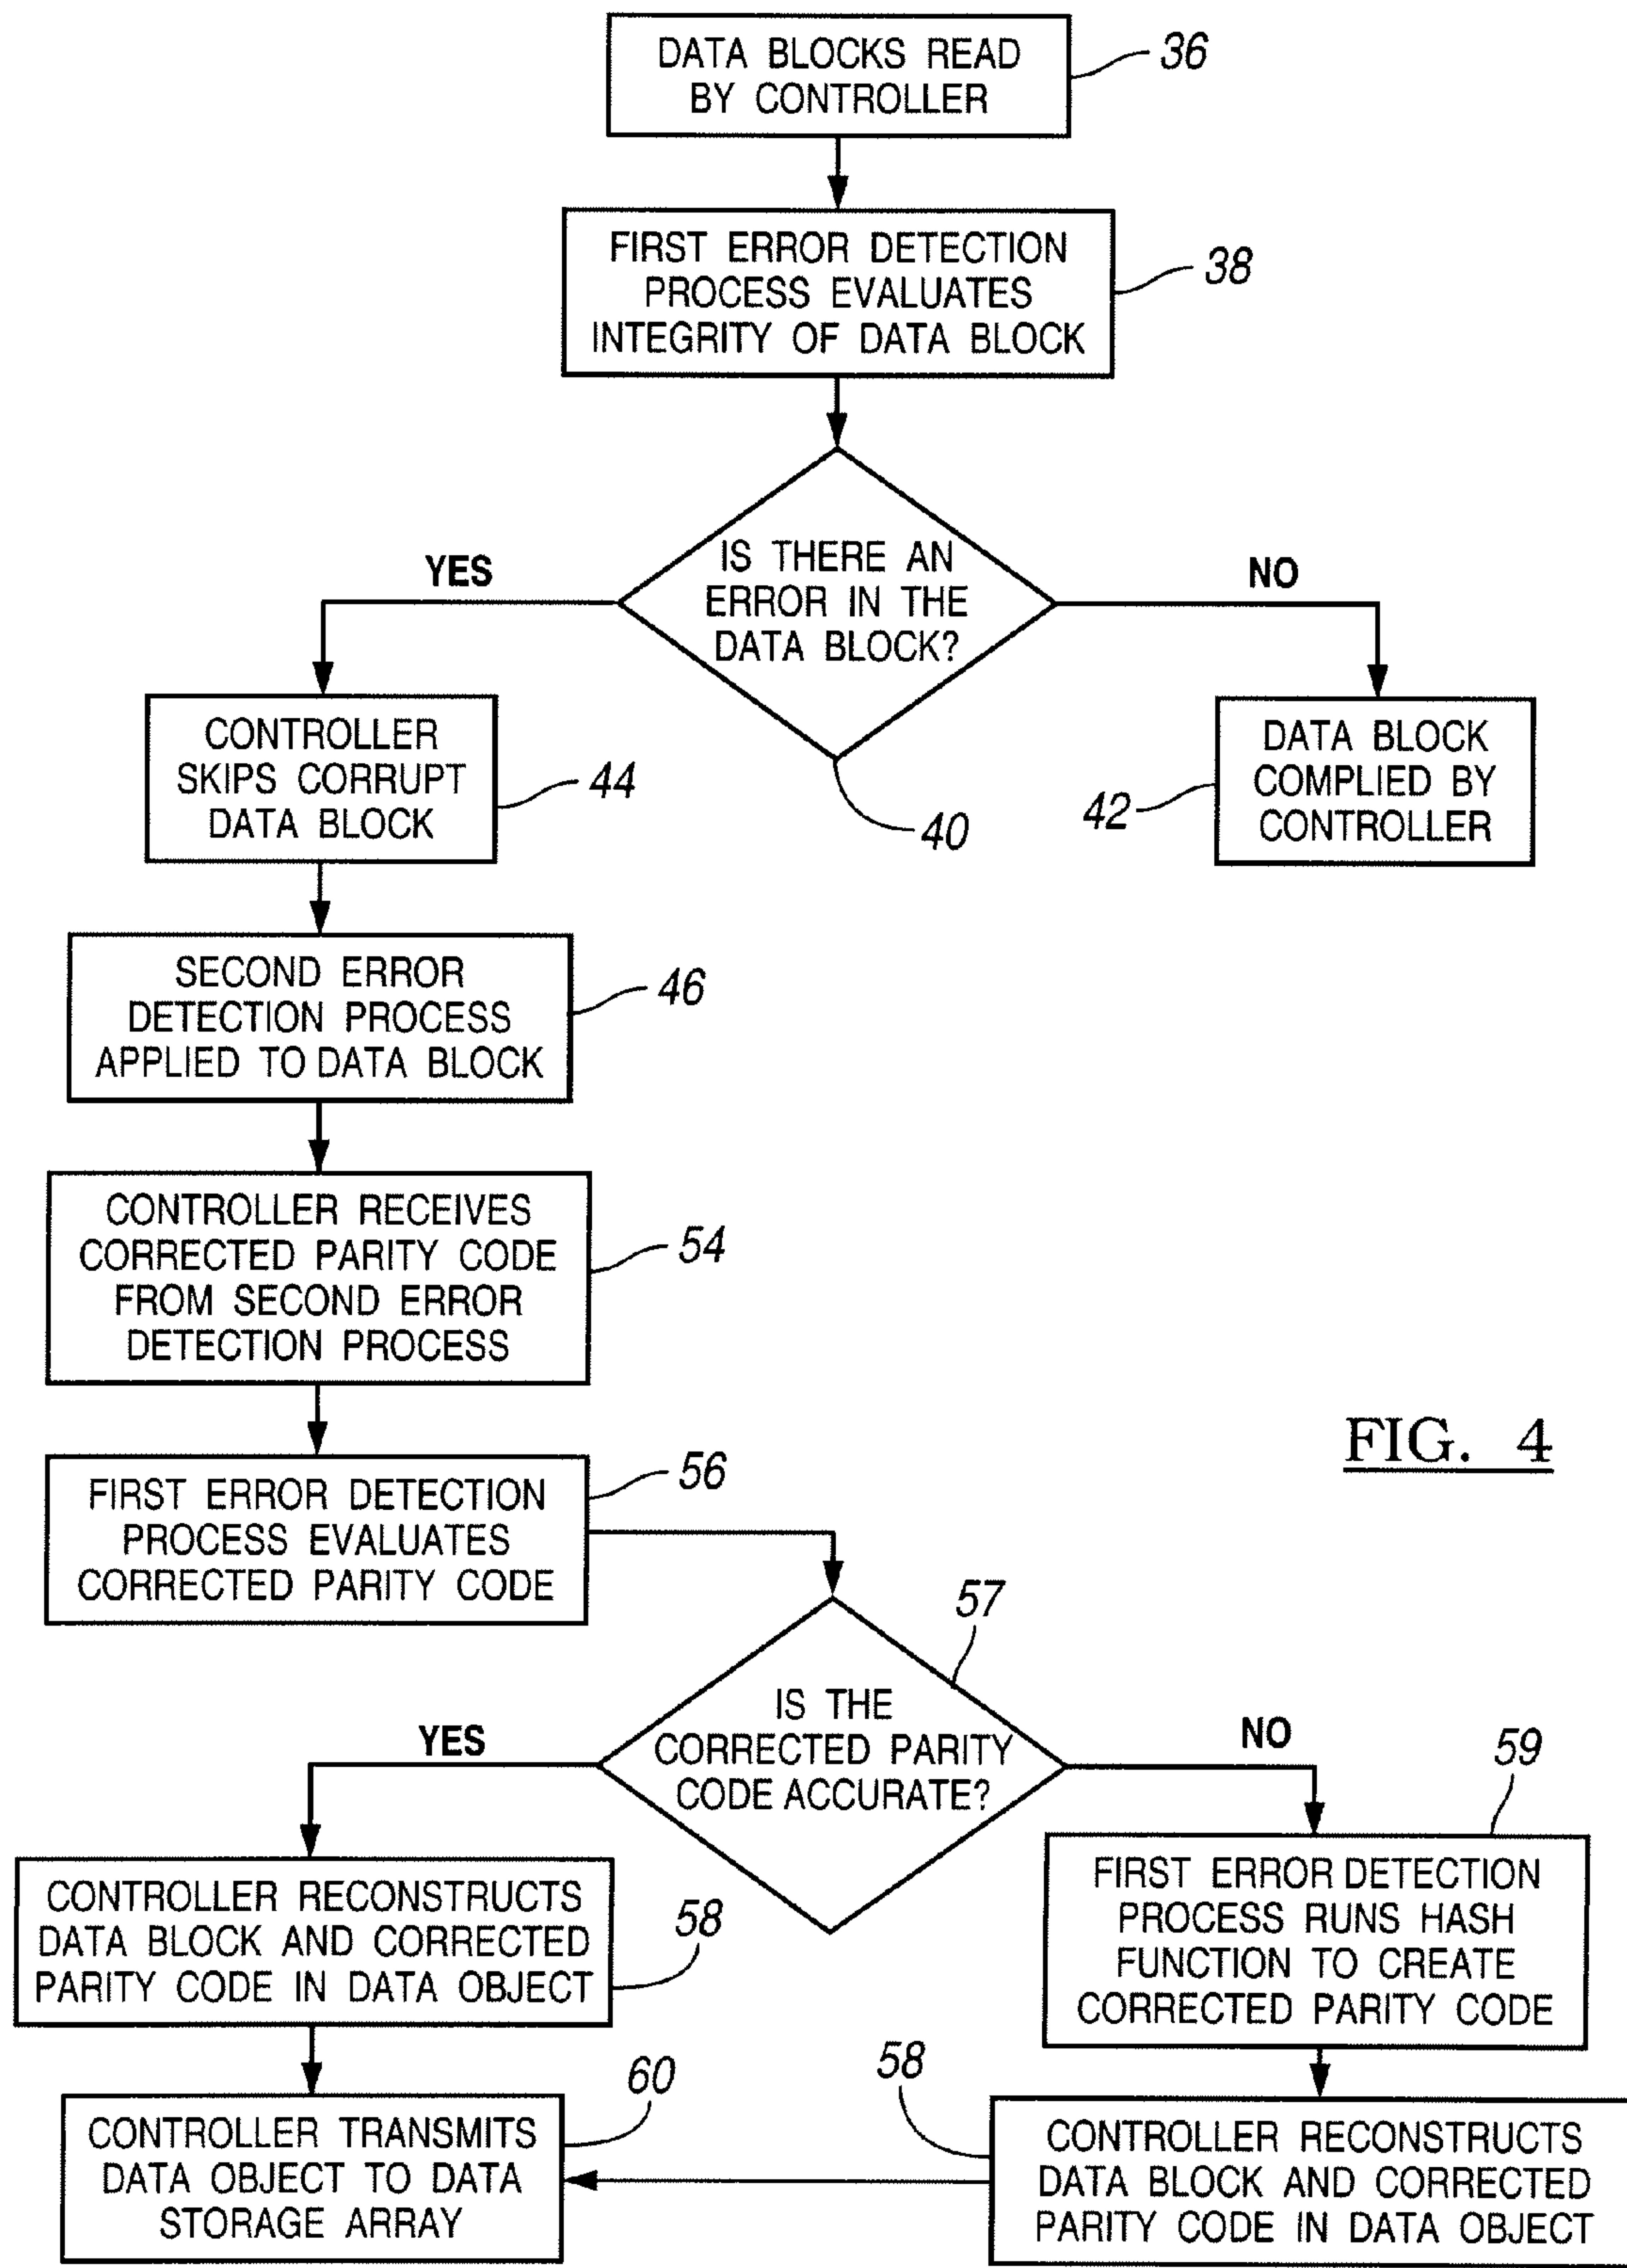 DATA BLOCKS READ
BY CONTROLLER
36
FIRST ERROR DETECTION
PROCESS EVALUATES
INTEGRITY OF DATA BLOCK
38
IS THERE AN
ERROR IN THE
DATA BLOCK?
40
YES
NO
CONTROLLER
SKIPS CORRUPT
DATA BLOCK
44
DATA BLOCK
COMPLIED BY
CONTROLLER
42
SECOND ERROR
DETECTION PROCESS
APPLIED TO DATA BLOCK
46
CONTROLLER RECEIVES
CORRECTED PARITY CODE
FROM SECOND ERROR
DETECTION PROCESS
54
FIRST ERROR DETECTION
PROCESS EVALUATES
CORRECTED PARITY CODE
56
FIG. 4
IS THE
CORRECTED PARITY
CODE ACCURATE?
57
YES
NO
CONTROLLER RECONSTRUCTS
DATA BLOCK AND CORRECTED
PARITY CODE IN DATA OBJECT
58
FIRST ERROR DETECTION
PROCESS RUNS HASH
FUNCTION TO CREATE
CORRECTED PARITY CODE
59
CONTROLLER TRANSMITS
DATA OBJECT TO DATA
STORAGE ARRAY
60
CONTROLLER RECONSTRUCTS
DATA BLOCK AND CORRECTED
PARITY CODE IN DATA OBJECT
58